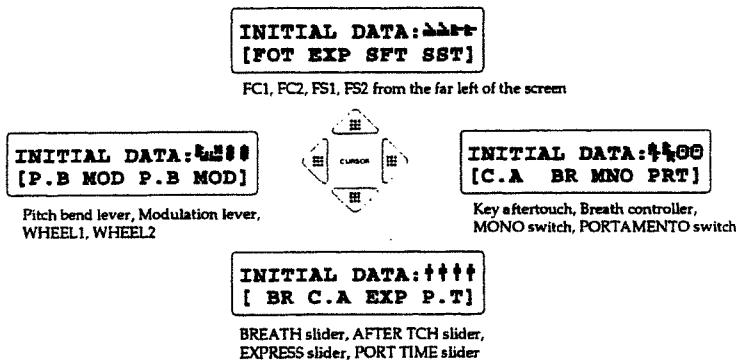 INITIAL DATA:
[FOT EXP SFT SST]
FC1, FC2, FS1, FS2 from the far left of the screen
INITIAL DATA:
[P.B MOD P.B MOD]
Pitch bend lever, Modulation lever,
WHEEL1, WHEEL2
CURSOR
INITIAL DATA:
[C.A BR MNO PRT]
Key aftertouch, Breath controller,
MONO switch, PORTAMENTO switch
INITIAL DATA:
[ BR C.A EXP P.T]
BREATH slider, AFTER TCH slider,
EXPRESS slider, PORT TIME slider